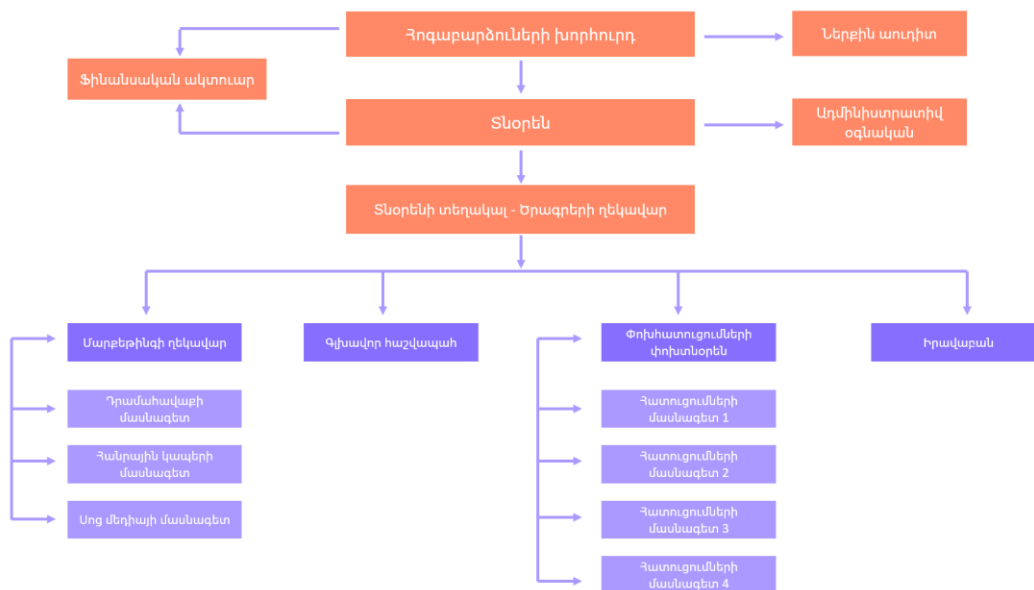 Հոգաբարձուների խորհուրդ
Ներքին աուդիտ
Ֆինանսական ակտուար
Տնօրեն
Ադմինիստրատիվ
օգնական
Տնօրենի տեղակալ - Ծրագրերի ղեկավար
Մարքեթինգի ղեկավար
Գլխավոր հաշվապահ
Փոխհատուցումների
փոխտնօրեն
Իրավաբան
Դրամահավաքի
մասնագետ
Հանրային կապերի
մասնագետ
Սոց մեդիայի մասնագետ
Հատուցումների
մասնագետ 1
Հատուցումների
մասնագետ 2
Հատուցումների
մասնագետ 3
Հատուցումների
մասնագետ 4